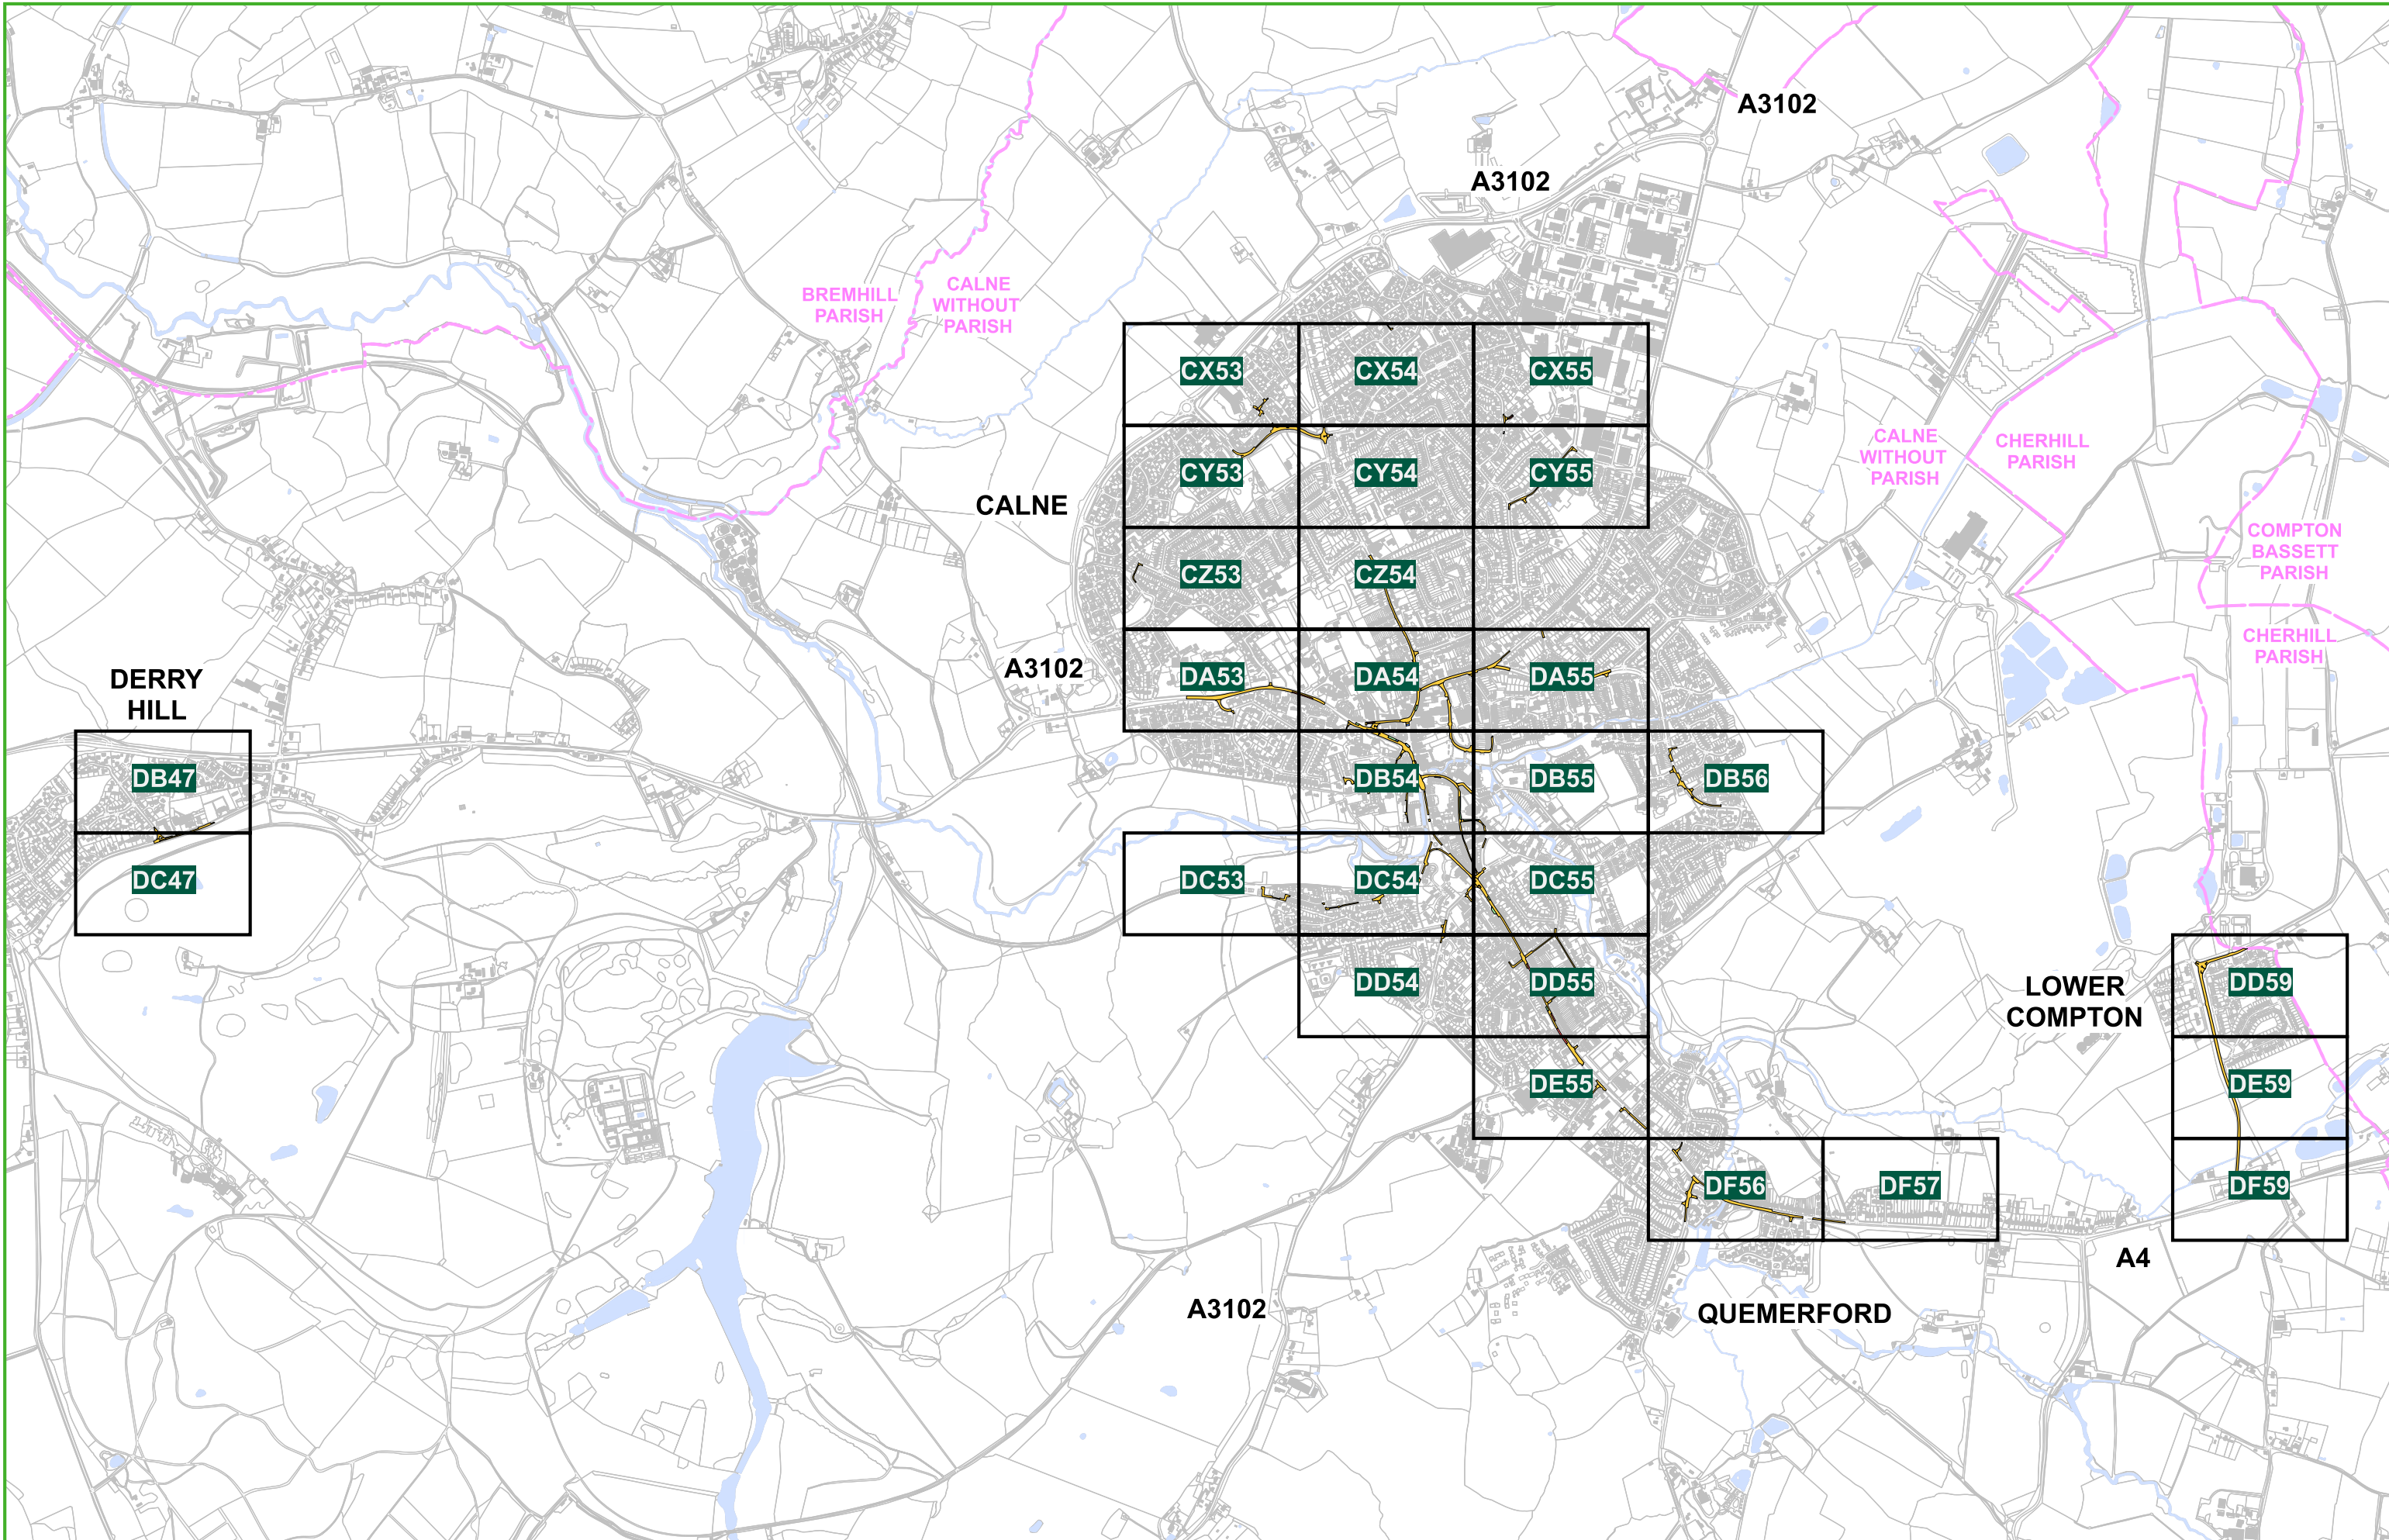 A3102
A3102
BREMHILL
PARISH
CALNE
WITHOUT
PARISH
CX53
CX54
CX55
CALNE
WITHOUT
PARISH
CHERHILL
PARISH
CY53
CY54
CY55
CALNE
COMPTON
BASSETT
PARISH
CZ53
CZ54
CHERHILL
PARISH
A3102
DERRY
HILL
DA53
DA54
DA55
DB47
DB54
DB55
DB56
DC47
DC53
DC54
DC55
LOWER
COMPTON
DD54
DD55
DD59
DE55
DE59
DF56
DF57
DF59
A4
A3102
QUEMERFORD